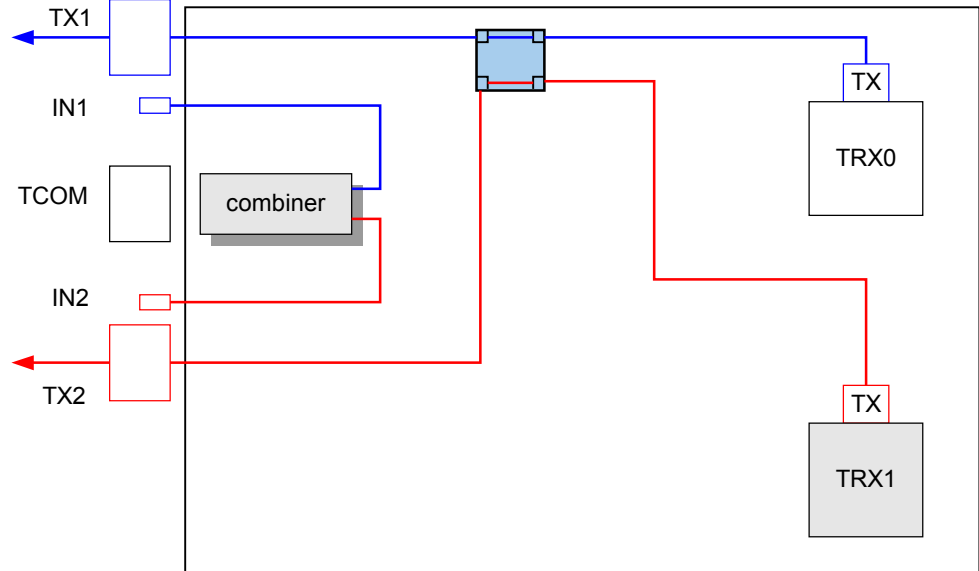 TX1
TX
IN1
TRX0
TCOM
combiner
IN2
TX2
TX
TRX1